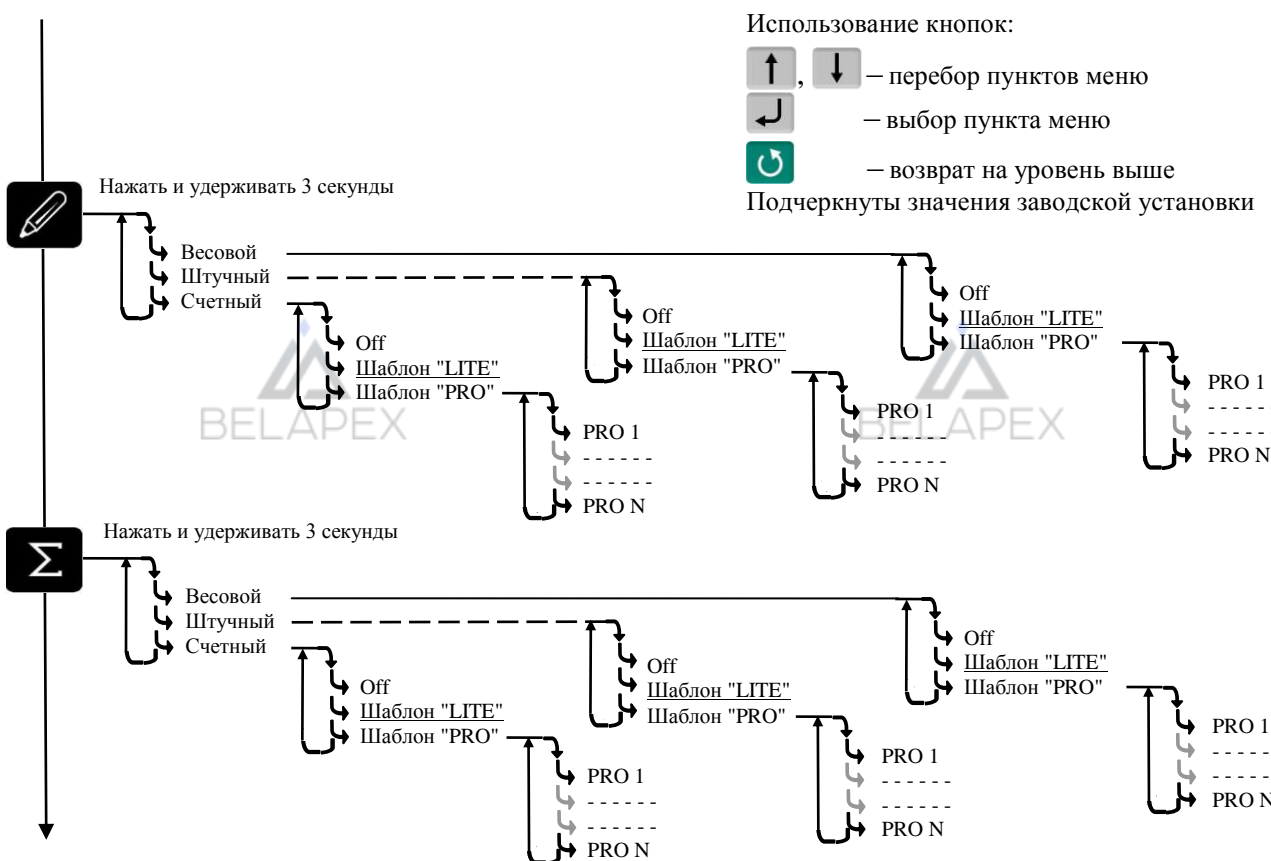 Использование кнопок:
, – перебор пунктов меню
– выбор пункта меню
– возврат на уровень выше
Подчеркнуты значения заводской установки
Нажать и удерживать 3 секунды
Весовой
Штучный
Счетный
Off
Шаблон "LITE"
Шаблон "PRO"
PRO 1
- - - - - -
- - - - - -
PRO N
Off
Шаблон "LITE"
Шаблон "PRO"
PRO 1
- - - - - -
- - - - - -
PRO N
Off
Шаблон "LITE"
Шаблон "PRO"
PRO 1
- - - - -
- - - - -
PRO N
BELAPEX
BELAPEX
Σ
Нажать и удерживать 3 секунды
Весовой
Штучный
Счетный
Off
Шаблон "LITE"
Шаблон "PRO"
PRO 1
- - - - - -
- - - - - -
PRO N
Off
Шаблон "LITE"
Шаблон "PRO"
PRO 1
- - - - - -
- - - - - -
PRO N
Off
Шаблон "LITE"
Шаблон "PRO"
PRO 1
- - - - -
- - - - -
PRO N